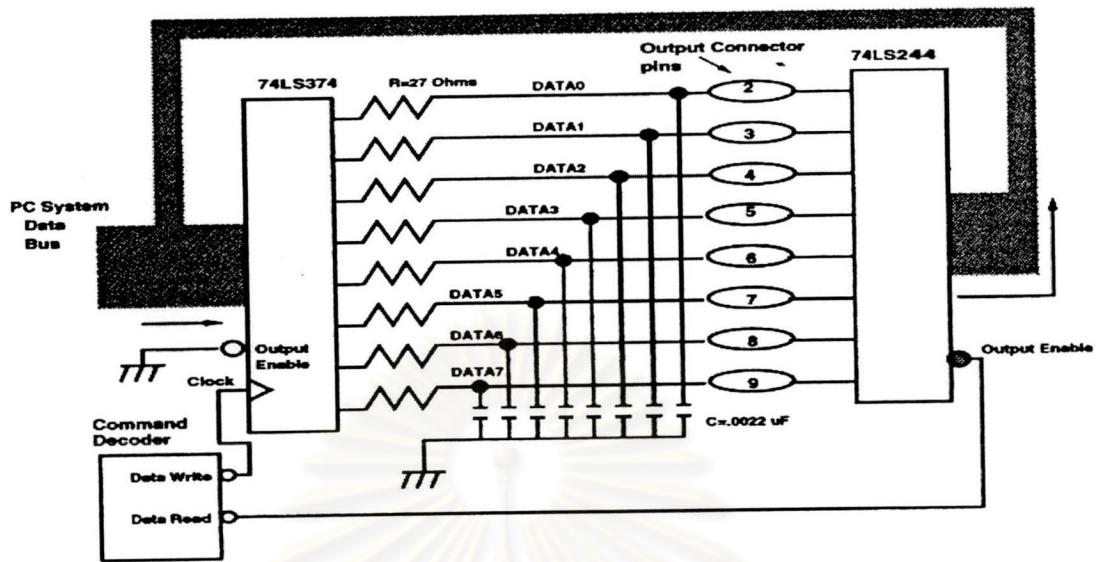 Output Connector
pins
74LS244
74LS374
R=27 Ohms
DATA0
2
DATA1
3
DATA2
4
PC System
Data
Bus
DATA3
5
DATA4
6
DATA5
7
Output
Enable
DATA6
8
Output Enable
Clock
DATA7
9
C=.0022 uF
Command
Decoder
Data Write
Data Read